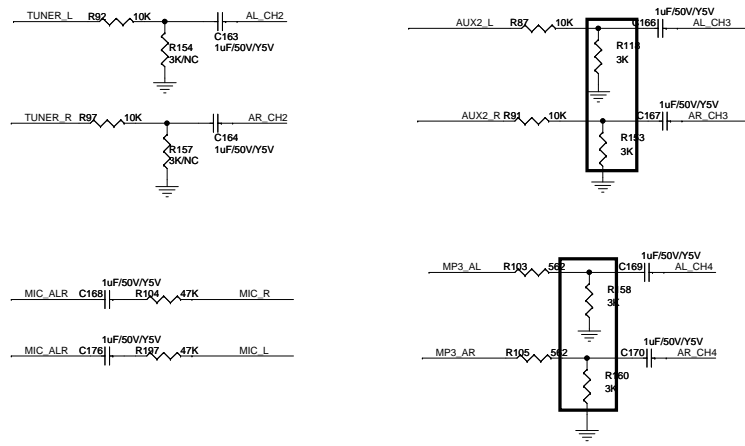 TUNER_L R92 10K AL_CH2
R154
3K/NC
C163
1uF/50V/Y5V
TUNER_R R97 10K AR_CH2
R157
3K/NC
C164
1uF/50V/Y5V
AUX2_L R87 10K C166 1uF/50V/Y5V AL_CH3
3K
AUX2_R R91 10K C167 1uF/50V/Y5V AR_CH3
R153
3K
1uF/50V/Y5V
MIC_ALR C168 R104 47K MIC_R
1uF/50V/Y5V
MIC_ALR C176 R197 47K MIC_L
1uF/50V/Y5V
MP3_AL R103 562 C169 AL_CH4
R158
3K
1uF/50V/Y5V
MP3_AR R105 562 C170 AR_CH4
R160
3K